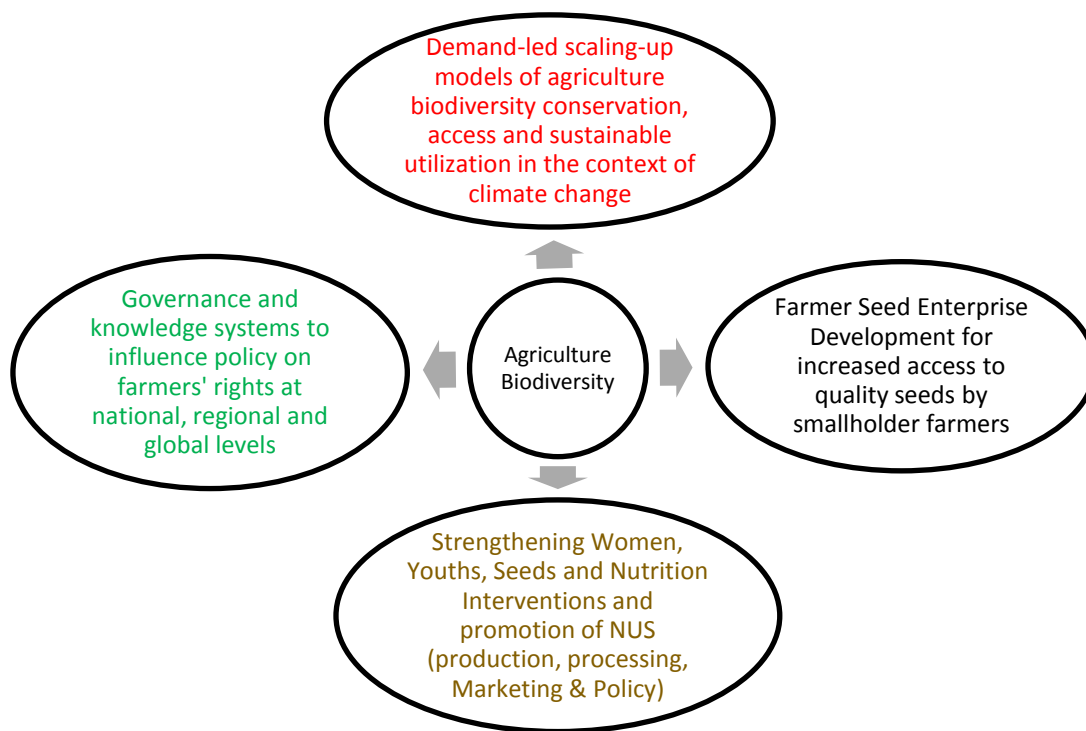 Demand-led scaling-up
models of agriculture
biodiversity conservation,
access and sustainable
utilization in the context of
climate change
Governance and
knowledge systems to
influence policy on
farmers' rights at
national, regional and
global levels
Agriculture
Biodiversity
Farmer Seed Enterprise
Development for
increased access to
quality seeds by
smallholder farmers
Strengthening Women,
Youths, Seeds and Nutrition
Interventions and
promotion of NUS
(production, processing,
Marketing & Policy)